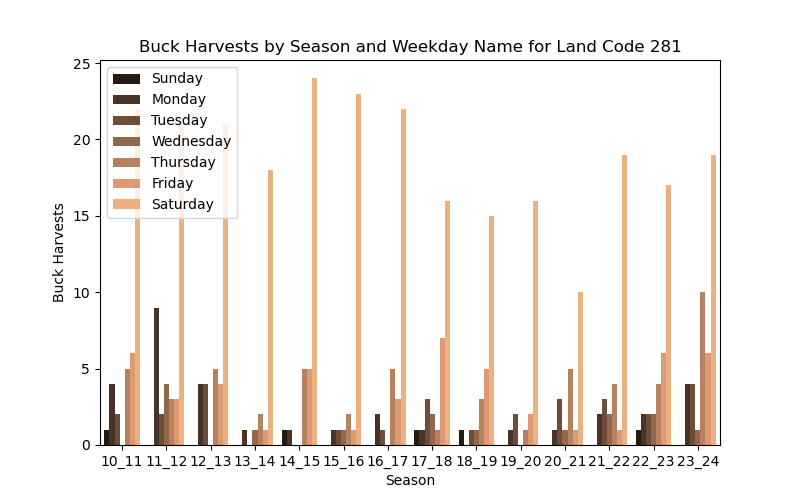 Buck Harvests by Season and Weekday Name for Land Code 281
Buck Harvests
25
20
15
10
5
0
Sunday
Monday
Tuesday
Wednesday
Thursday
Friday
Saturday
10_11 11_12 12_13 13_14 14_15 15_16 16_17 17_18 18_19 19_20 20_21 21_22 22_23 23_24
Season